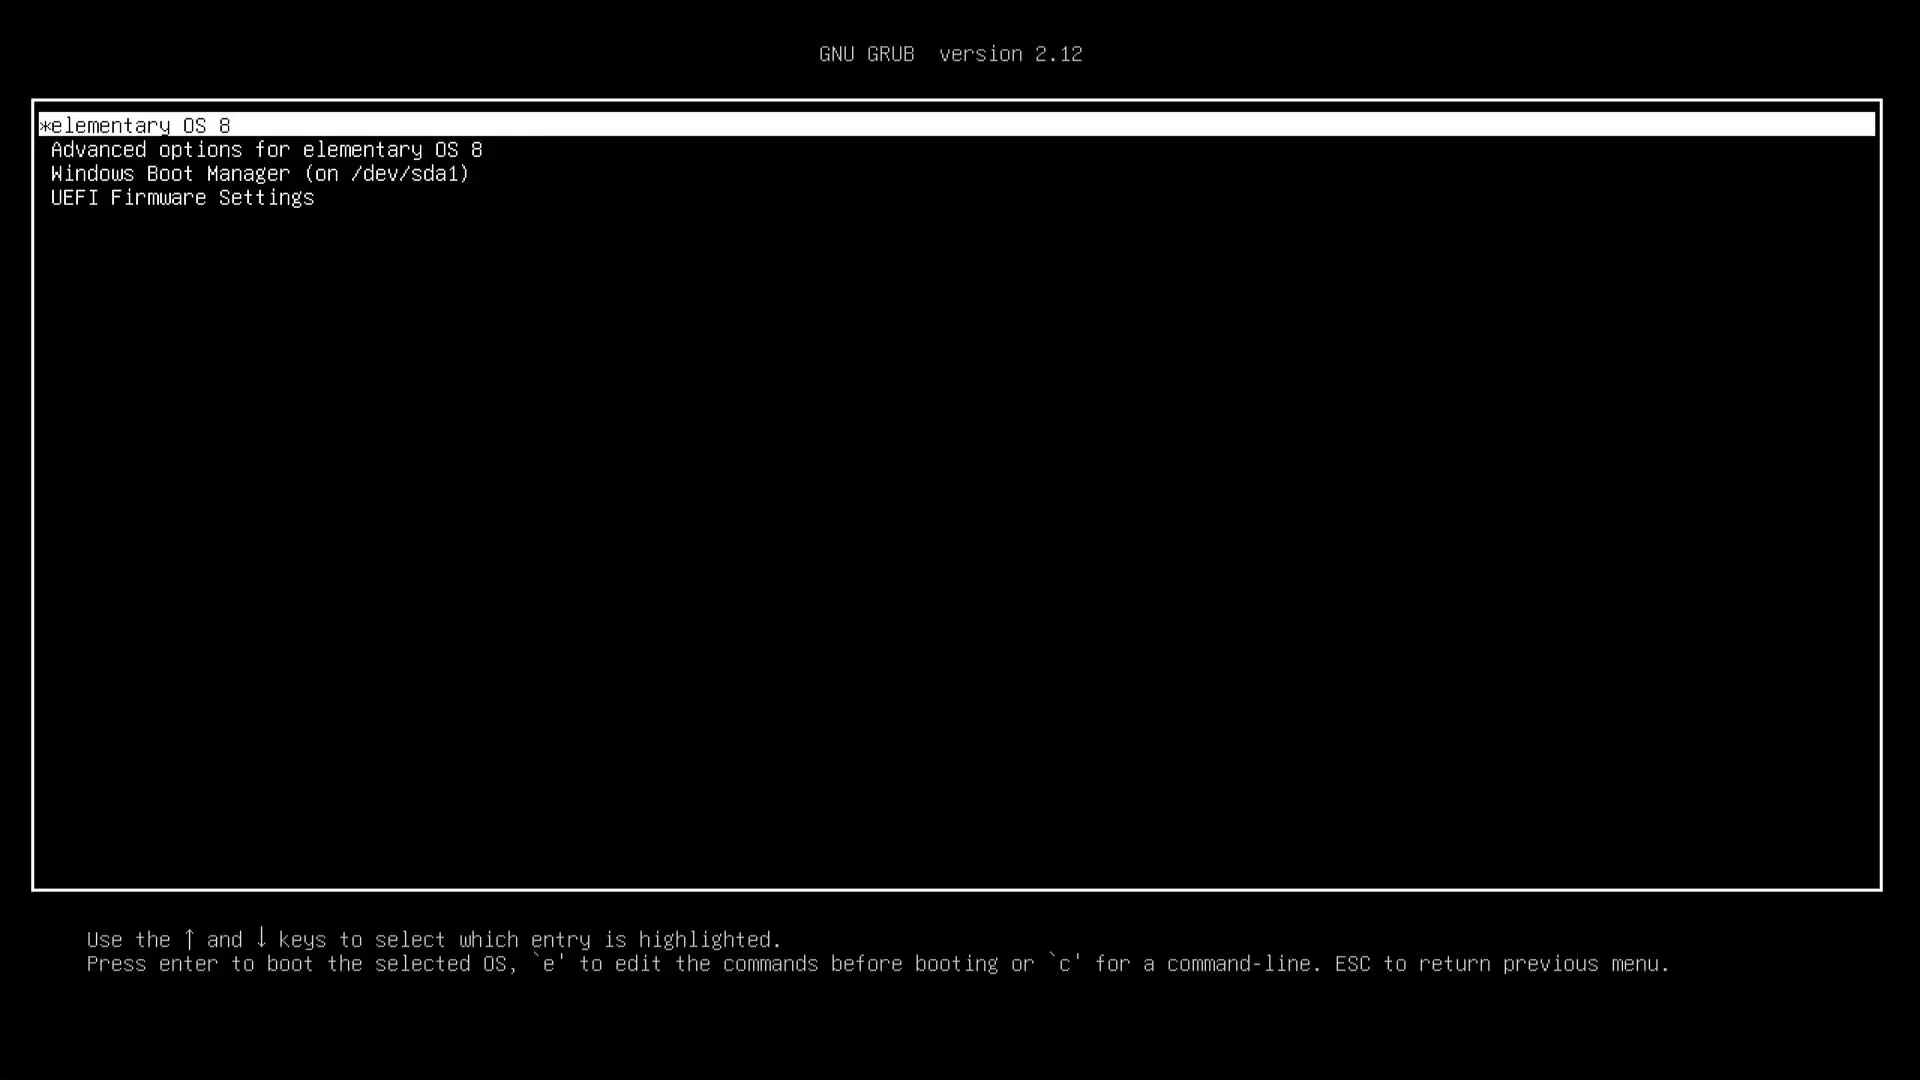 GNU GRUB  version 2.12
*elementary OS 8
Advanced options for elementary OS 8
Windows Boot Manager (on /dev/sda1)
UEFI Firmware Settings
Use the ↑ and ↓ keys to select which entry is highlighted.
Press enter to boot the selected OS, `e' to edit the commands before booting or `c' for a command-line. ESC to return previous menu.